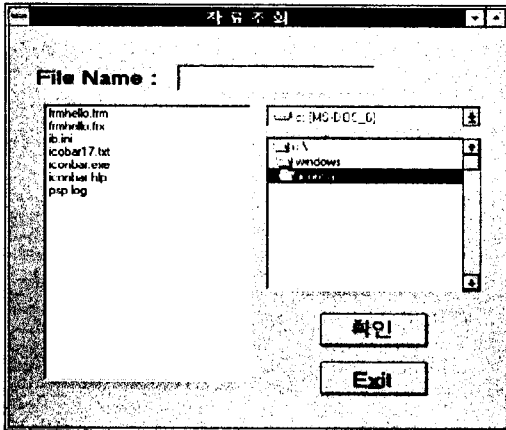 자료조회
File Name :
frmhello.frm
frmhello.frx
ib.ini
icobar17.txt
iconbar.exe
iconbar.hlp
psp.log
c: [MS-DOS_6]
c:\
windows
확인
Exit